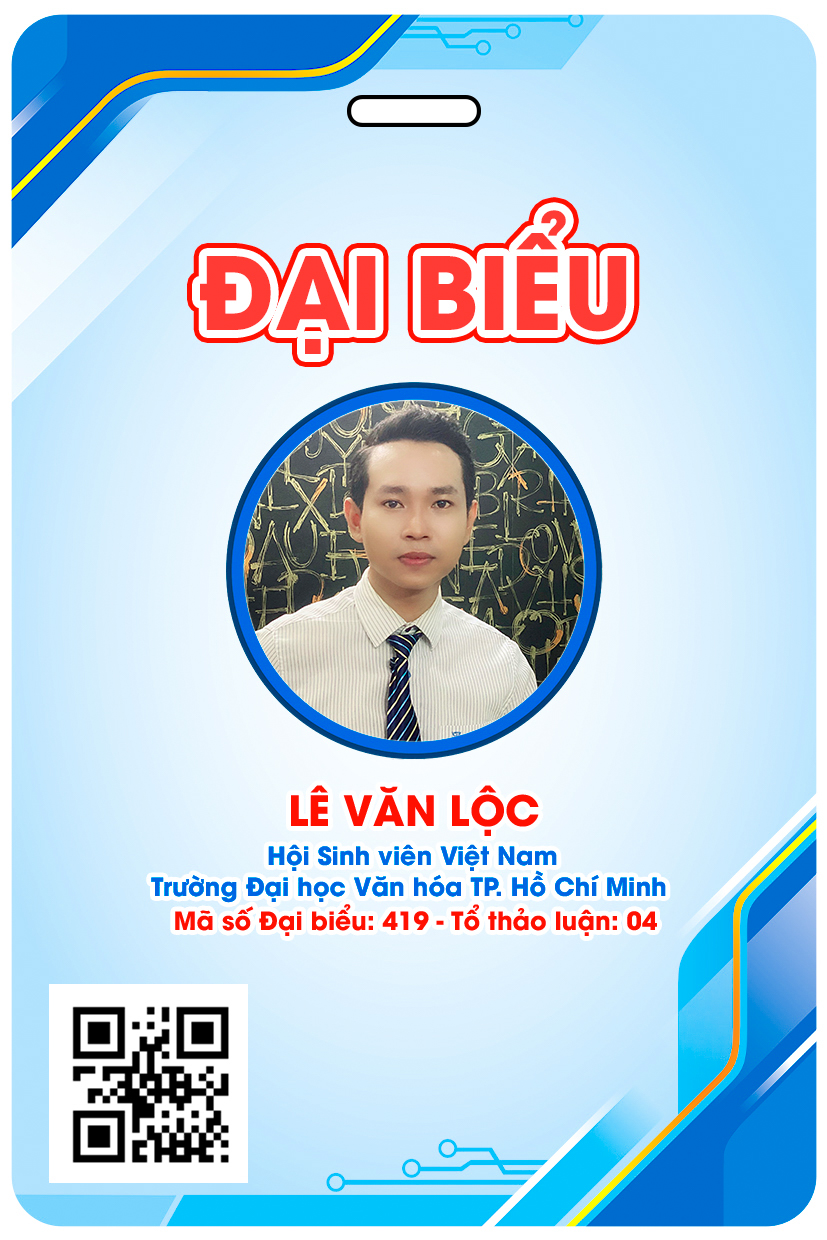 ĐẠI BIỂU
LÊ VĂN LỘC
Hội Sinh viên Việt Nam
Trường Đại học Văn hóa TP. Hồ Chí Minh
Mã số Đại biểu: 419 - Tổ thảo luận: 04